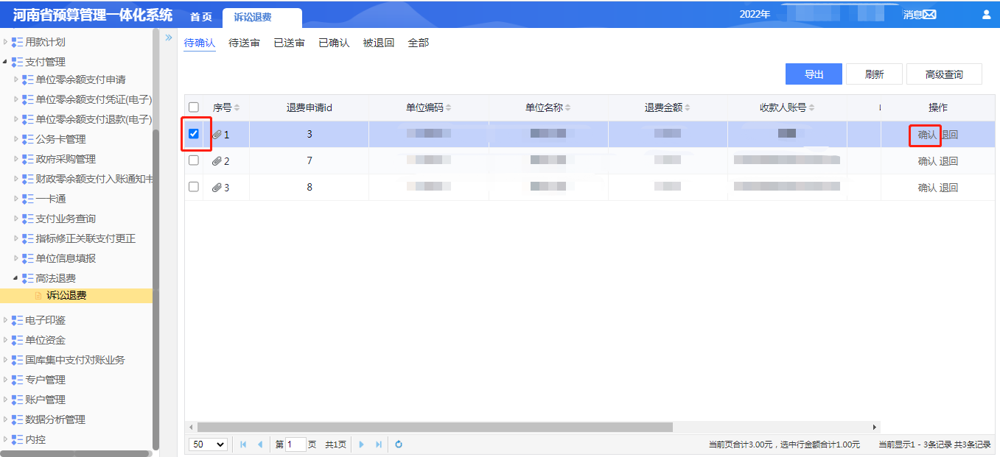 河南省预算管理一体化系统 首页 诉讼退费 2022年 消息
用款计划
支付管理
单位零余额支付申请
单位零余额支付凭证(电子)
单位零余额支付退款(电子)
公务卡管理
政府采购管理
财政零余额支付入账通知书
一卡通
支付业务查询
指标修正关联支付更正
单位信息填报
高法退费
诉讼退费
电子印鉴
单位资金
国库集中支付对账业务
专户管理
账户管理
数据分析管理
内控
待确认 待送审 已送审 已确认 被退回 全部
导出 刷新 高级查询
序号 退费申请id 单位编码 单位名称 退费金额 收款人账号 操作
1 3 确认 退回
2 7 确认 退回
3 8 确认 退回
50 第 1 页 共1页 当前页合计3.00元，选中行金额合计1.00元 当前显示1 - 3条记录 共3条记录